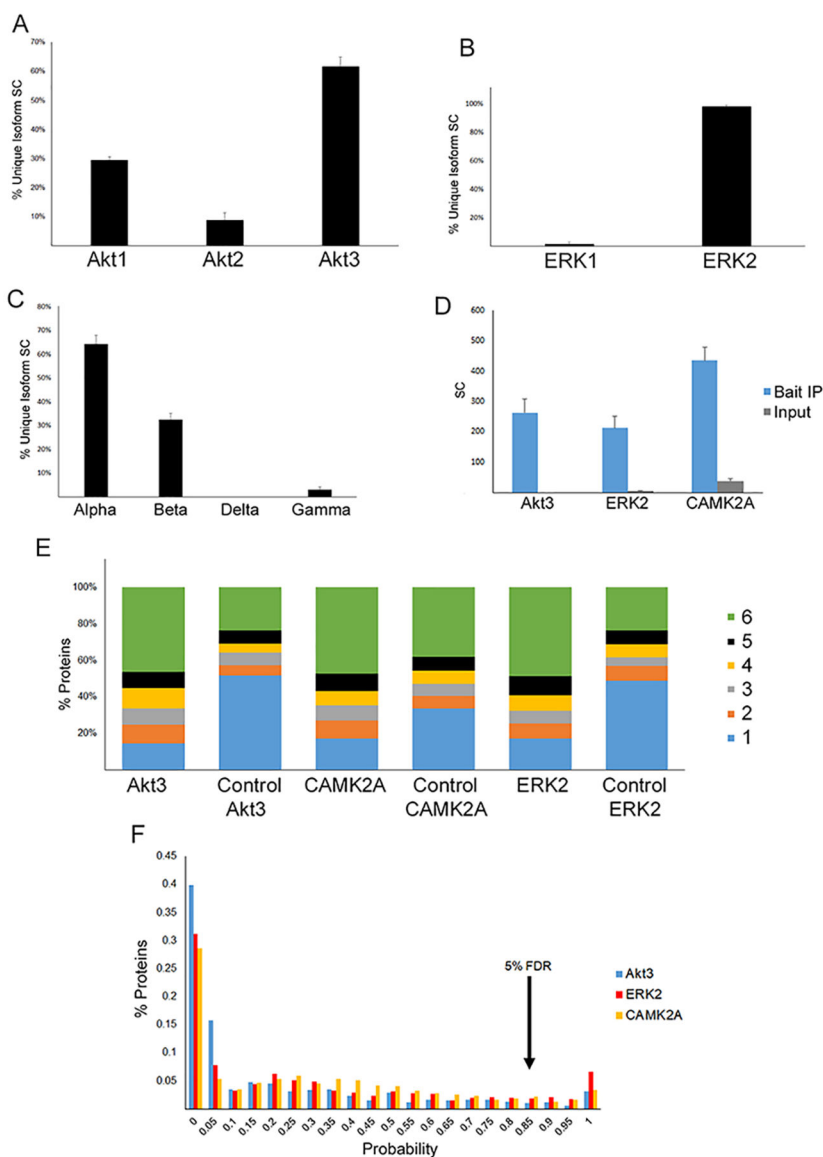 A
70%
60%
50%
40%
30%
20%
10%
% Unique Isoform SC
Akt1 Akt2 Akt3
B
100%
80%
60%
40%
20%
% Unique Isoform SC
ERK1 ERK2
C
80%
70%
60%
50%
40%
30%
20%
10%
% Unique Isoform SC
Alpha Beta Delta Gamma
D
600
500
400
300
200
100
SC
Akt3 ERK2 CAMK2A
Bait IP
Input
E
100%
80%
60%
40%
20%
% Proteins
Akt3 Control CAMK2A Control ERK2 Control
Akt3 CAMK2A ERK2
6
5
4
3
2
1
F
0.45
0.4
0.35
0.3
0.25
0.2
0.15
0.1
0.05
% Proteins
5% FDR
Akt3
ERK2
CAMK2A
0 0.05 0.1 0.15 0.2 0.25 0.3 0.35 0.4 0.45 0.5 0.55 0.6 0.65 0.7 0.75 0.8 0.85 0.9 0.95 1
Probability